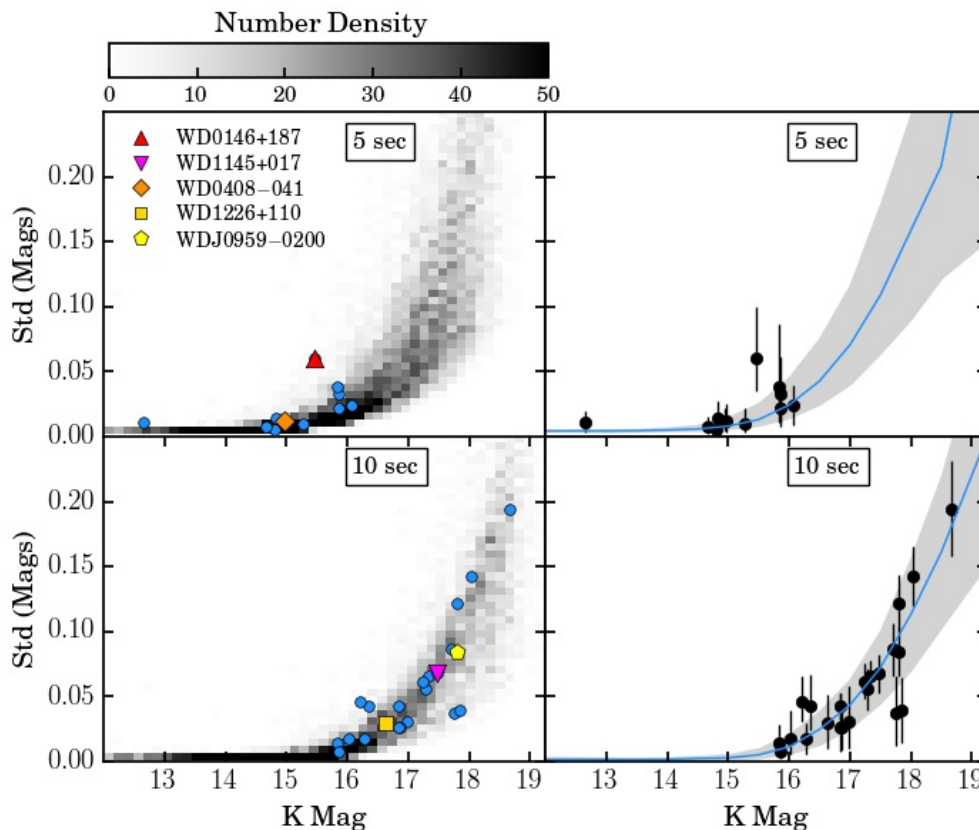 Number Density
0 10 20 30 40 50
WD0146+187
WD1145+017
WD0408−041
WD1226+110
WDJ0959−0200
5 sec
5 sec
0.20
0.15
0.10
0.05
0.00
Std (Mags)
10 sec
10 sec
0.20
0.15
0.10
0.05
0.00
Std (Mags)
13 14 15 16 17 18 19
13 14 15 16 17 18 19
K Mag
K Mag